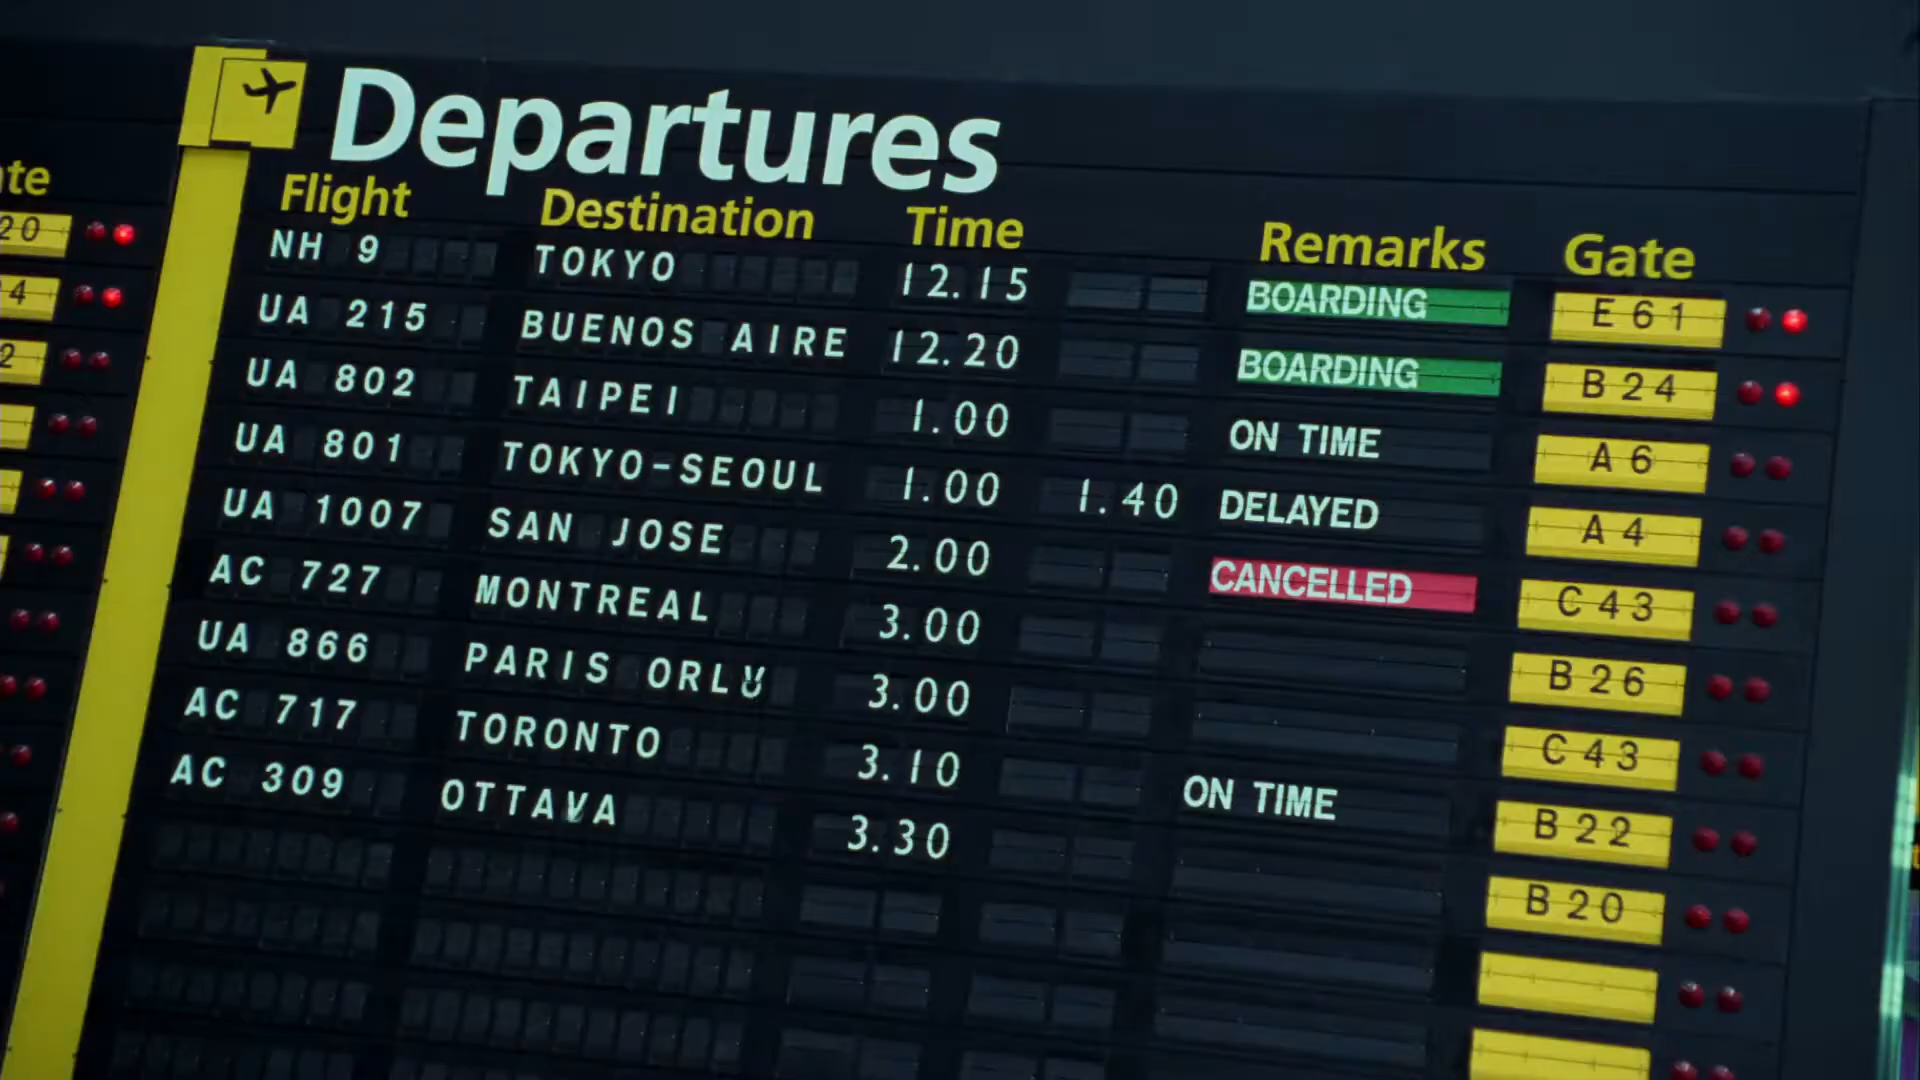 Departures
Flight Destination Time Remarks Gate
NH 9 TOKYO 12.15 BOARDING E61
UA 215 BUENOS AIRE 12.20 BOARDING B24
UA 802 TAIPEI 1.00 ON TIME A6
UA 801 TOKYO-SEOUL 1.00 1.40 DELAYED A4
UA 1007 SAN JOSE 2.00 CANCELLED C43
AC 727 MONTREAL 3.00 B26
UA 866 PARIS 3.00 C43
AC 717 TORONTO 3.10 ON TIME B22
AC 309 OTTAVA 3.30 B20